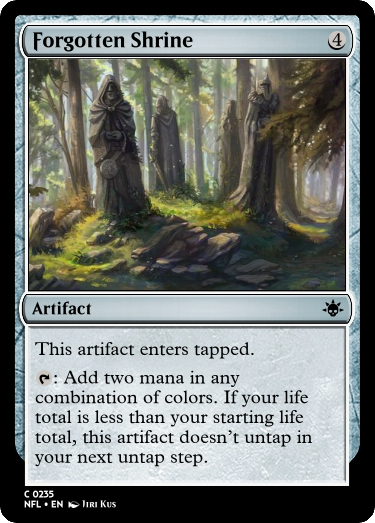 Forgotten Shrine 4
Artifact
This artifact enters tapped.
: Add two mana in any
combination of colors. If your life
total is less than your starting life
total, this artifact doesn't untap in
your next untap step.
C 0235
NFL • EN Jiri Kus